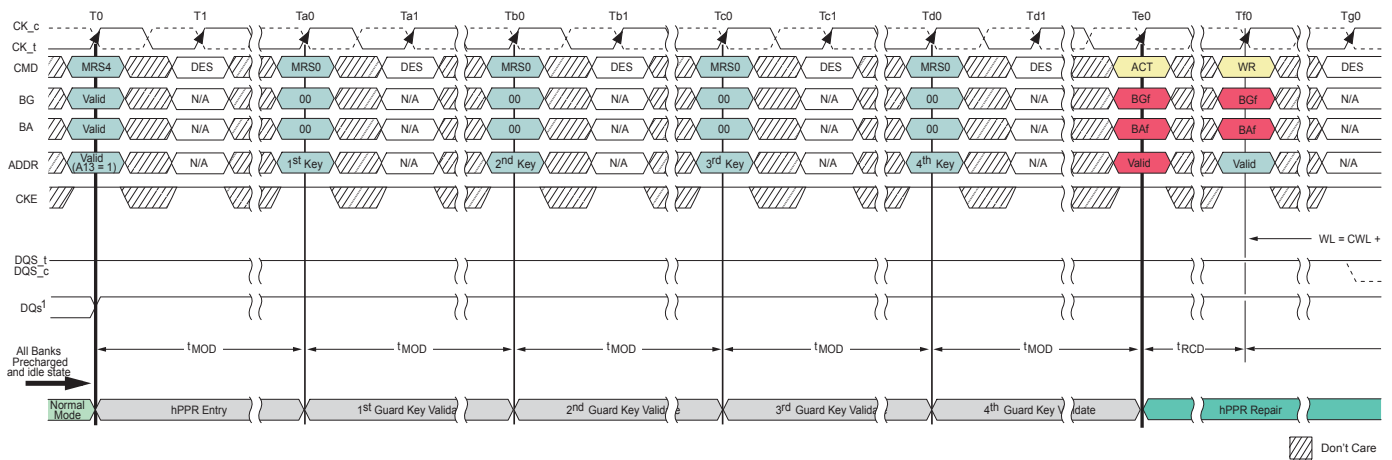 T0 T1 Ta0 Ta1 Tb0 Tb1 Tc0 Tc1 Td0 Td1 Te0 Tf0 Tg0
CK_c
CK_t
CMD MRS4 DES MRS0 DES MRS0 DES MRS0 DES MRS0 DES ACT WR DES
BG Valid N/A 00 N/A 00 N/A 00 N/A 00 N/A BGf BGf N/A
BA Valid N/A 00 N/A 00 N/A 00 N/A 00 N/A BAf BAf N/A
ADDR Valid (A13 = 1) N/A 1st Key N/A 2nd Key N/A 3rd Key N/A 4th Key N/A Valid Valid N/A
CKE
WL = CWL +
DQS_t
DQS_c
DQs1
tMOD tMOD tMOD tMOD tMOD tRCD
All Banks
Precharged
and idle state
Normal Mode hPPR Entry 1st Guard Key Valida 2nd Guard Key Valida e 3rd Guard Key Valida 4th Guard Key V date hPPR Repair
Don't Care